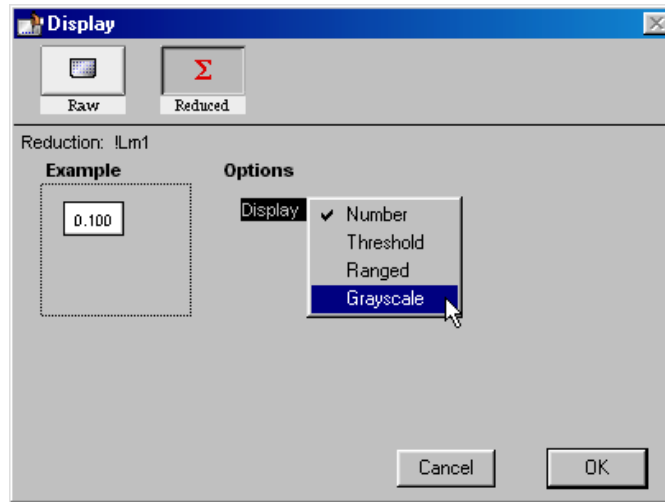 Display
Σ
Raw
Reduced
Reduction: !Lm1
Example
Options
0.100
Display
✔ Number
Threshold
Ranged
Grayscale
Cancel
OK